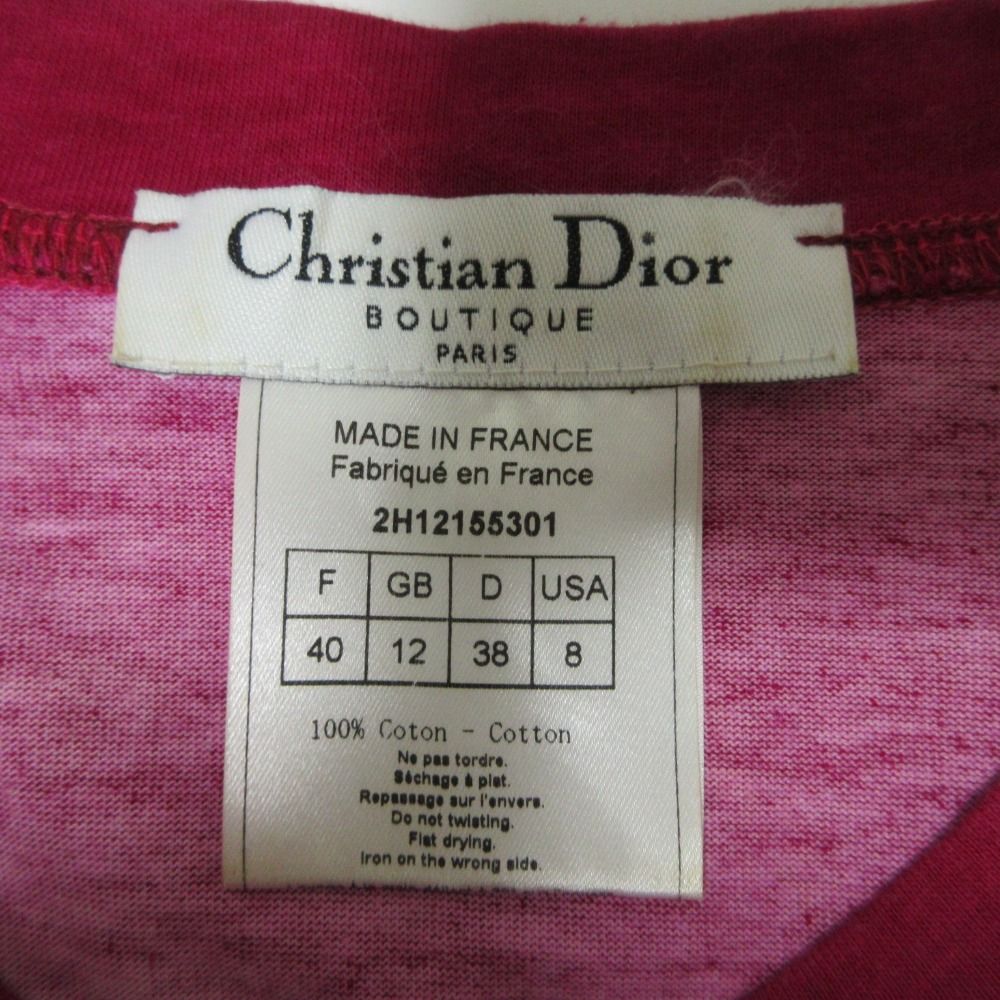 Christian Dior
BOUTIQUE
PARIS
MADE IN FRANCE
Fabriqué en France
2H12155301
F GB D USA
40 12 38 8
100% Coton - Cotton
Ne pas tordre.
Séchage à plat.
Repassage sur l'envers.
Do not twisting.
Flat drying.
Iron on the wrong side.